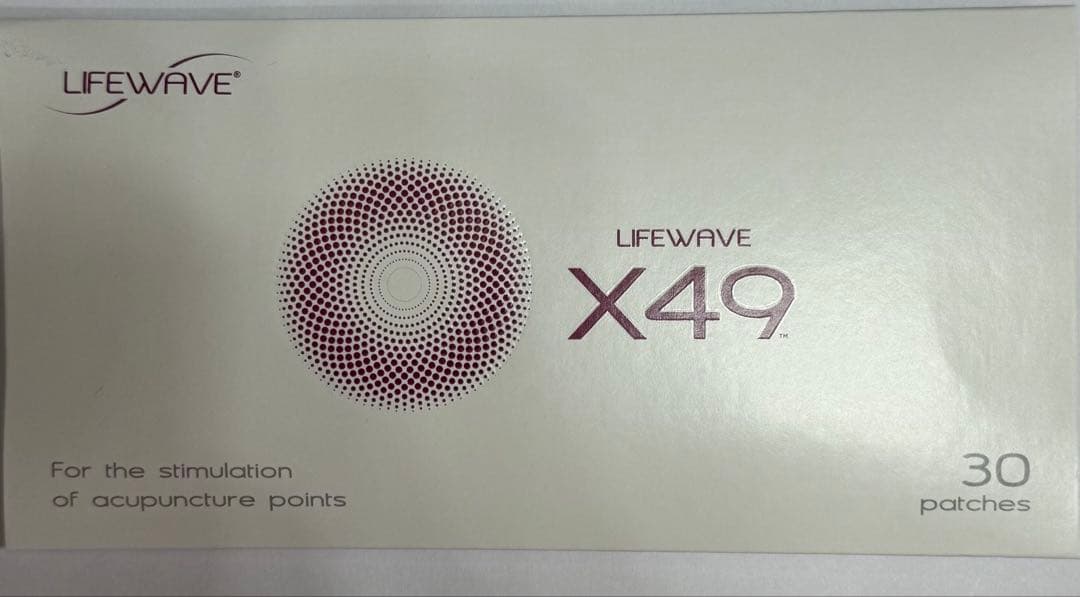 LIFEWAVE®
LIFEWAVE
X49™
For the stimulation
of acupuncture points
30
patches